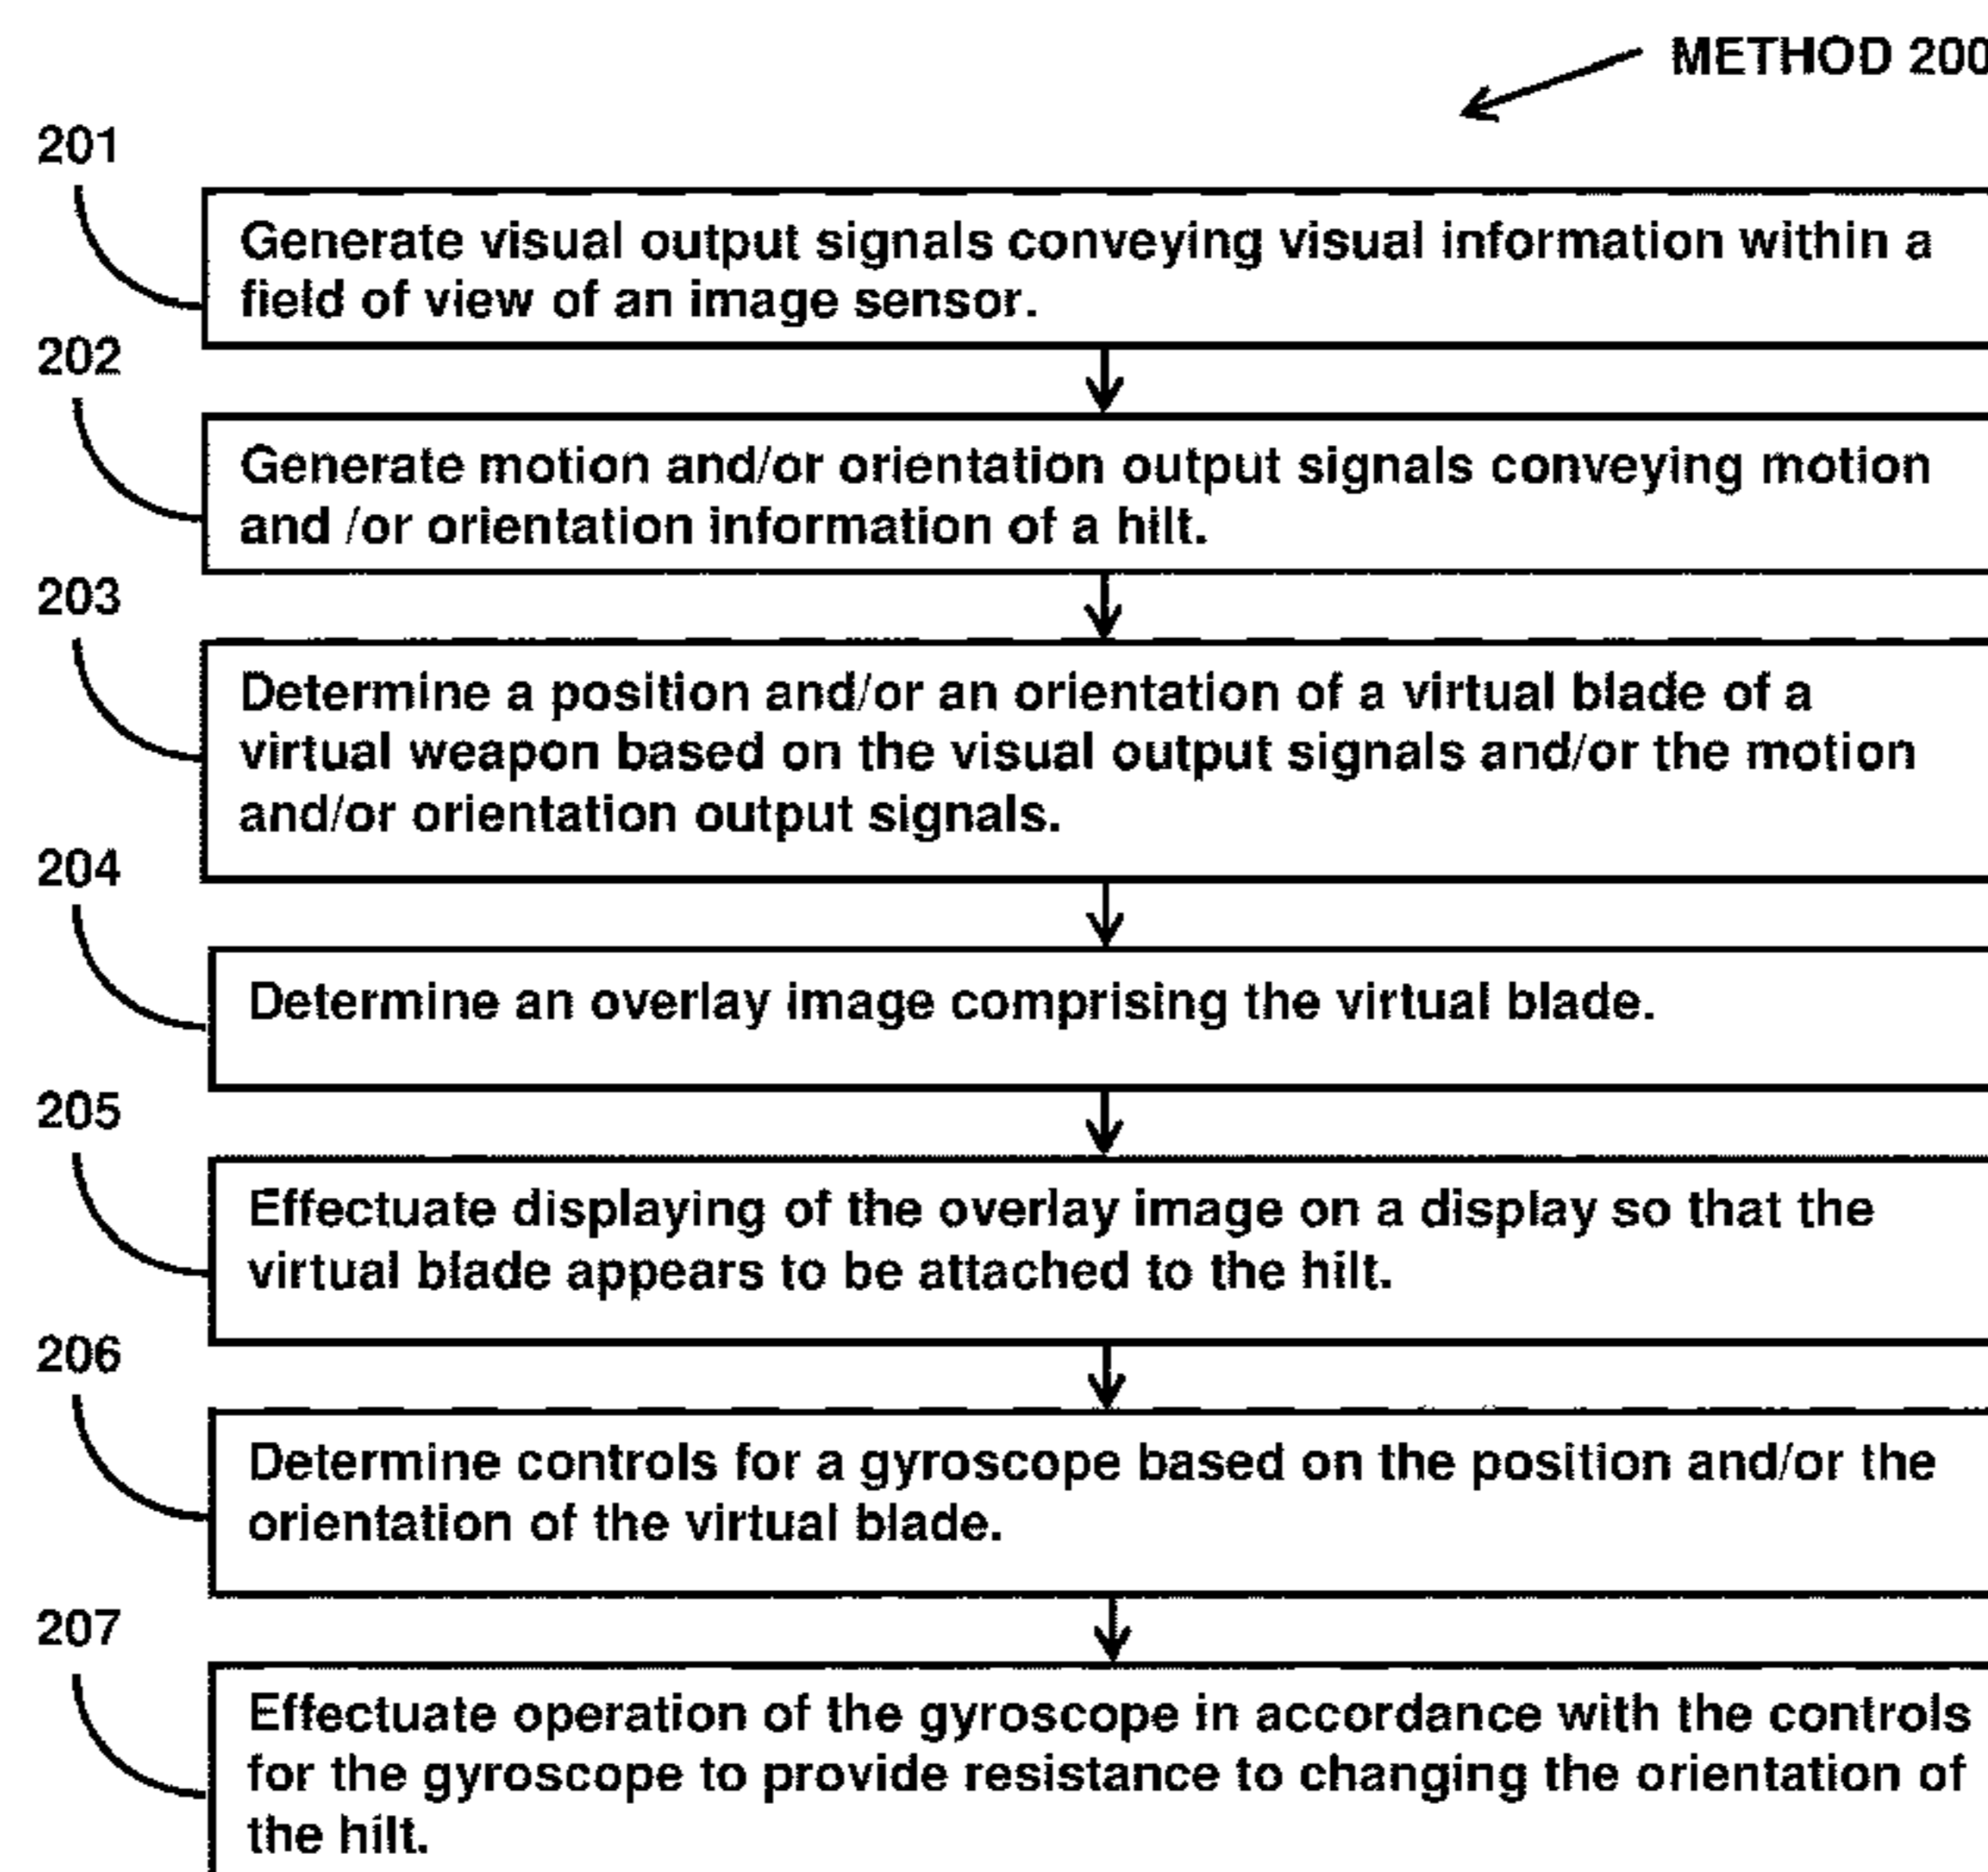 METHOD 200
201
Generate visual output signals conveying visual information within a
field of view of an image sensor.
202
Generate motion and/or orientation output signals conveying motion
and /or orientation information of a hilt.
203
Determine a position and/or an orientation of a virtual blade of a
virtual weapon based on the visual output signals and/or the motion
and/or orientation output signals.
204
Determine an overlay image comprising the virtual blade.
205
Effectuate displaying of the overlay image on a display so that the
virtual blade appears to be attached to the hilt.
206
Determine controls for a gyroscope based on the position and/or the
orientation of the virtual blade.
207
Effectuate operation of the gyroscope in accordance with the controls
for the gyroscope to provide resistance to changing the orientation of
the hilt.